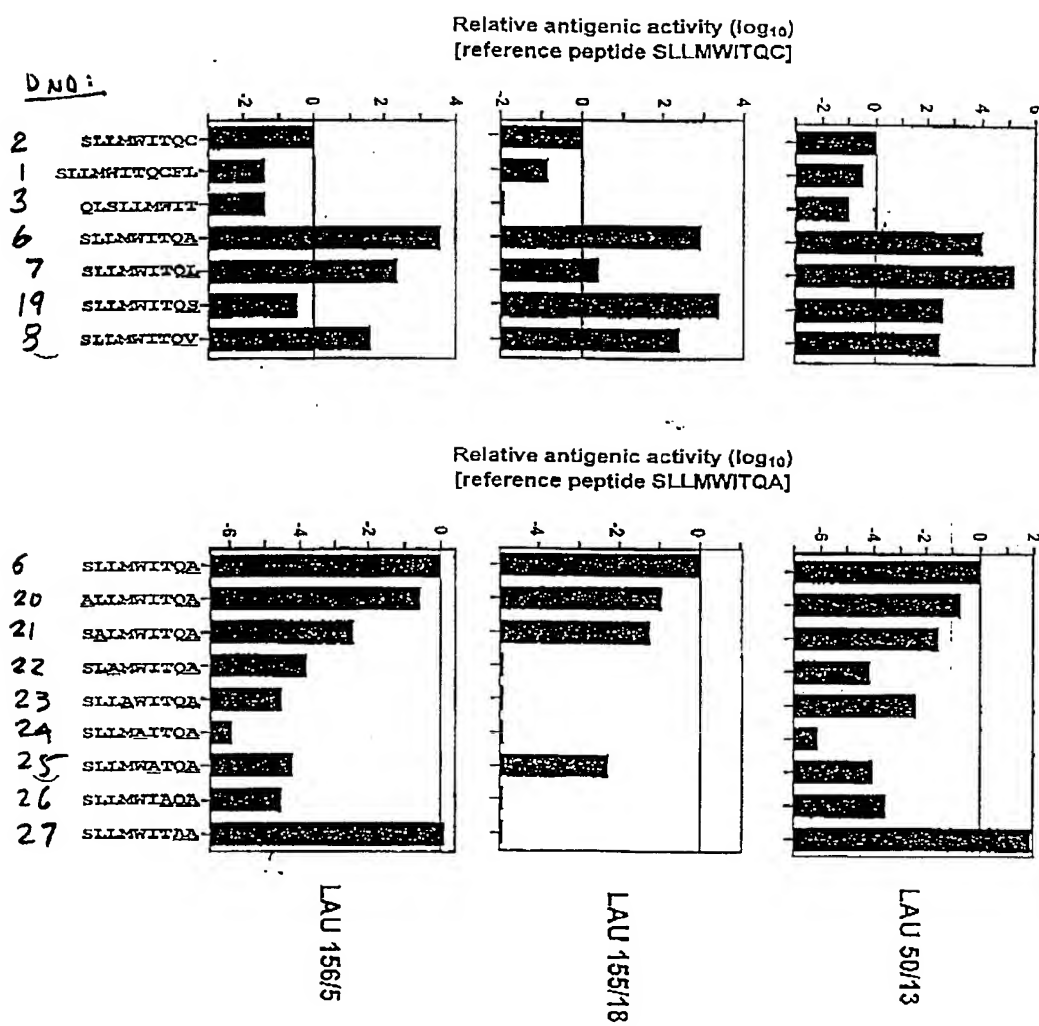 Relative antigenic activity (log10)
[reference peptide SLLMWITQC]
D NO:
-2 0 2 4
-2 0 2 4
-2 0 2 4 6
2 SLLMWITQC
1 SLLMWITQCFL
3 QLSLLMWIT
6 SLLMWITQA
7 SLLMWITQL
19 SLLMWITQS
8 SLLMWITQV
Relative antigenic activity (log10)
[reference peptide SLLMWITQA]
-6 -4 -2 0
-4 -2 0
-6 -4 -2 0 2
6 SLLMWITQA
20 ALLMWITQA
21 SALMWITQA
22 SLAMWITQA
23 SLLAWITQA
24 SLLMAITQA
25 SLLMWATQA
26 SLLMWIAQA
27 SLLMWITAA
LAU 156/5
LAU 155/18
LAU 50/13